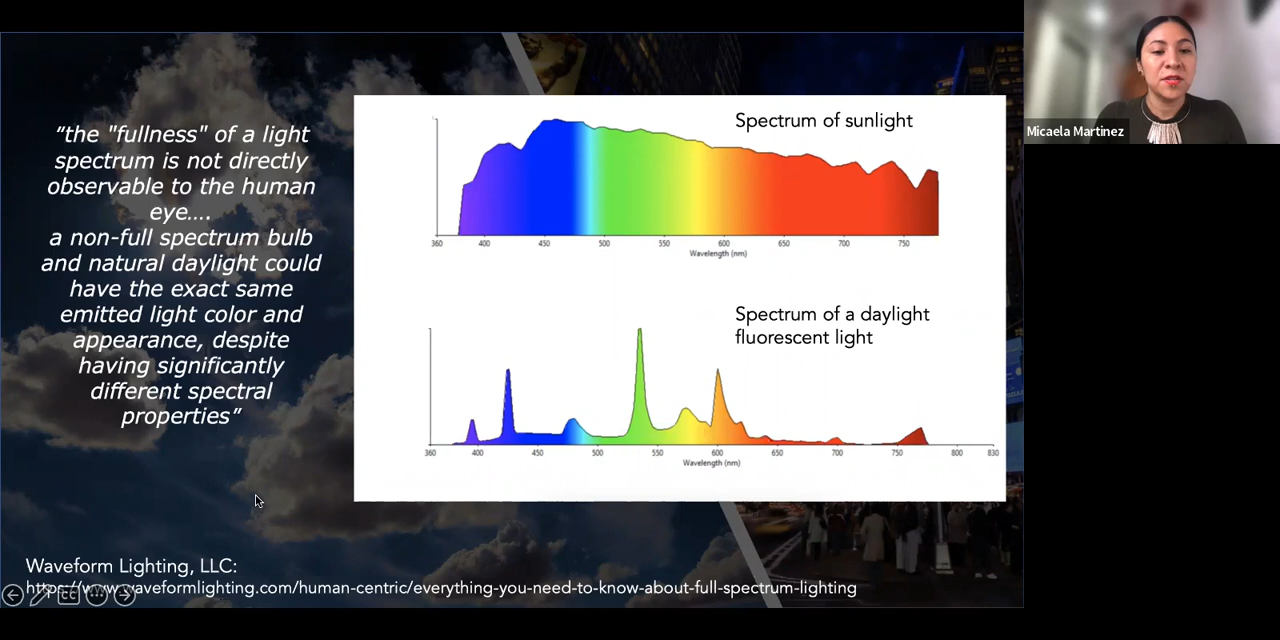 “the "fullness" of a light
spectrum is not directly
observable to the human
eye....
a non-full spectrum bulb
and natural daylight could
have the exact same
emitted light color and
appearance, despite
having significantly
different spectral
properties”
Spectrum of sunlight
360 400 450 500 550 600 650 700 750
Wavelength (nm)
Spectrum of a daylight
fluorescent light
360 400 450 500 550 600 650 700 750 800 830
Wavelength (nm)
Waveform Lighting, LLC:
https://www.waveformlighting.com/human-centric/everything-you-need-to-know-about-full-spectrum-lighting
Micaela Martinez